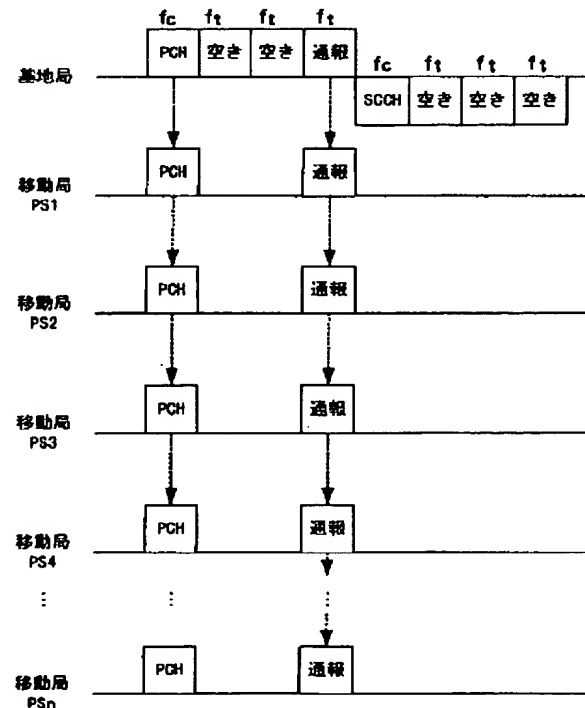 fc ft ft ft
PCH 空き 空き 通報
基地局
fc ft ft ft
SCCH 空き 空き 空き
PCH 通報
移動局
PS1
PCH 通報
移動局
PS2
PCH 通報
移動局
PS3
PCH 通報
移動局
PS4
⋮ ⋮ ⋮
PCH 通報
移動局
PSn